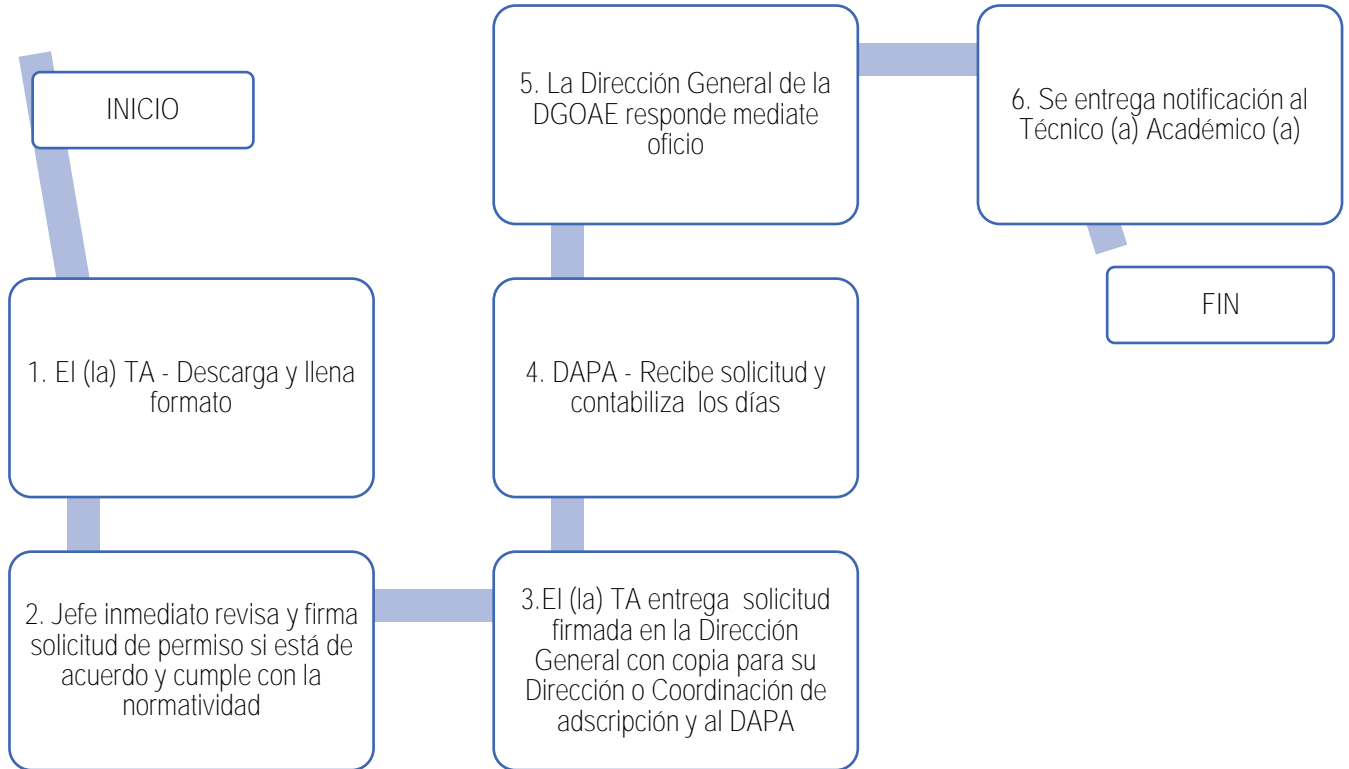 INICIO
1. El (la) TA - Descarga y llena
formato
2. Jefe inmediato revisa y firma
solicitud de permiso si está de
acuerdo y cumple con la
normatividad
3.El (la) TA entrega solicitud
firmada en la Dirección
General con copia para su
Dirección o Coordinación de
adscripción y al DAPA
4. DAPA - Recibe solicitud y
contabiliza los días
5. La Dirección General de la
DGOAE responde mediate
oficio
6. Se entrega notificación al
Técnico (a) Académico (a)
FIN